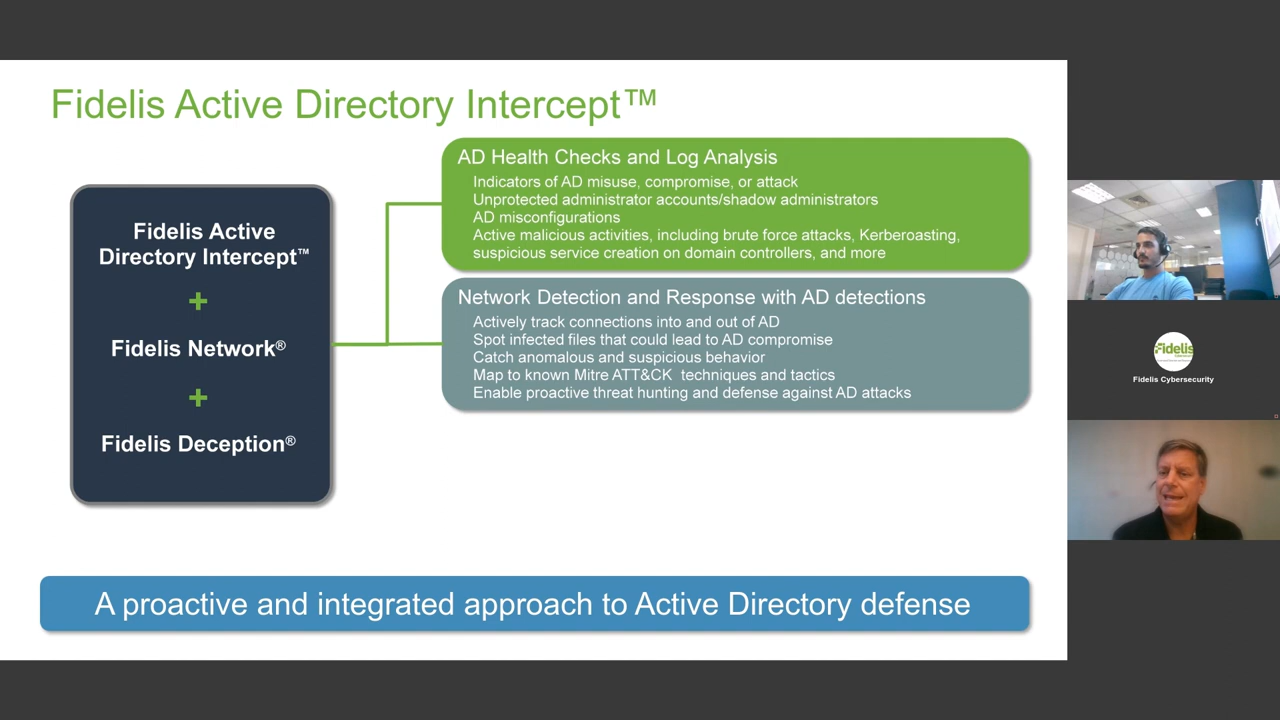 Fidelis Active Directory Intercept™
Fidelis Active
Directory Intercept™
+
Fidelis Network®
+
Fidelis Deception®
AD Health Checks and Log Analysis
Indicators of AD misuse, compromise, or attack
Unprotected administrator accounts/shadow administrators
AD misconfigurations
Active malicious activities, including brute force attacks, Kerberoasting,
suspicious service creation on domain controllers, and more
Network Detection and Response with AD detections
Actively track connections into and out of AD
Spot infected files that could lead to AD compromise
Catch anomalous and suspicious behavior
Map to known Mitre ATT&CK techniques and tactics
Enable proactive threat hunting and defense against AD attacks
A proactive and integrated approach to Active Directory defense
Fidelis
Fidelis Cybersecurity